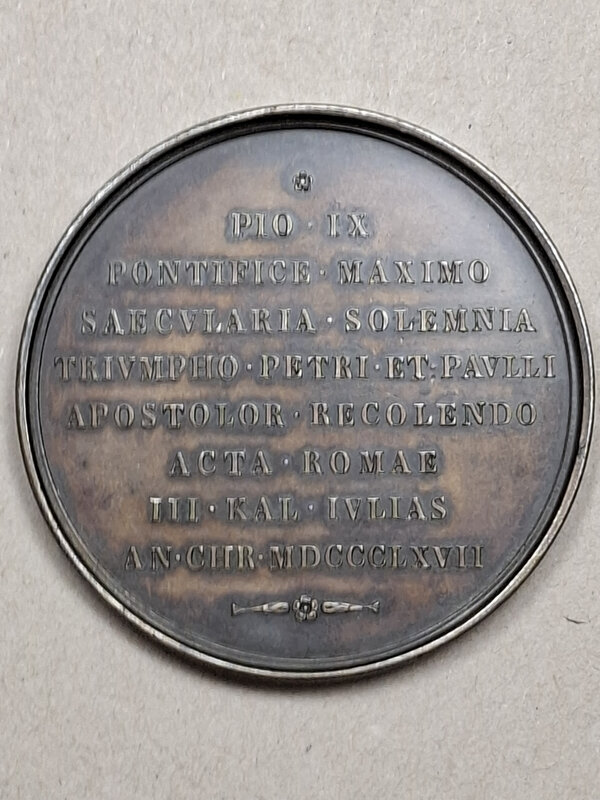 PIO · IX
PONTIFICE · MAXIMO
SAECVLARIA · SOLEMNIA
TRIVMPHO · PETRI · ET · PAVLLI
APOSTOLOR · RECOLENDO
ACTA · ROMAE
III · KAL · IVLIAS
AN · CHR · MDCCCLXVII